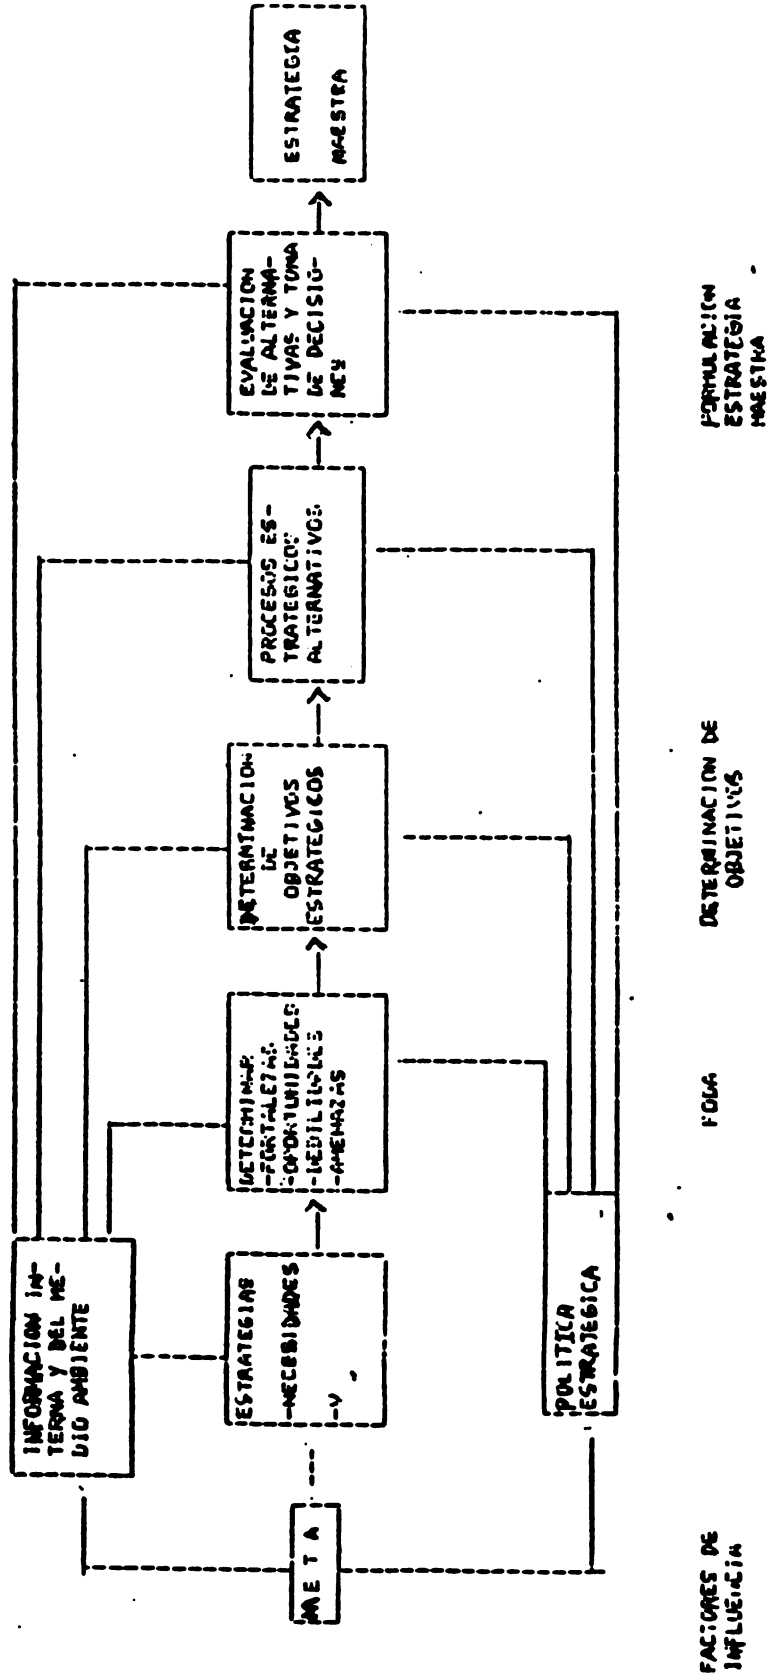 META
INFORMACION IN-
TERNA Y DEL ME-
DIO AMBIENTE
ESTRATEGIAS
-NECESIDADES
-Y
POLITICA
ESTRATEGICA
DETERMINAR
-FORTALEZAS
-OPORTUNIDADES
-DEBILIDADES
-AMENAZAS
DETERMINACION
DE
OBJETIVOS
ESTRATEGICOS
PROCESOS ES-
TRATEGICOS
ALTERNATIVOS
EVALUACION
DE ALTERNA-
TIVAS Y TOMA
DE DECISIO-
NES
ESTRATEGIA
MAESTRA
FACTORES DE
INFLUENCIA
FODA
DETERMINACION DE
OBJETIVOS
FORMULACION
ESTRATEGIA
MAESTRA